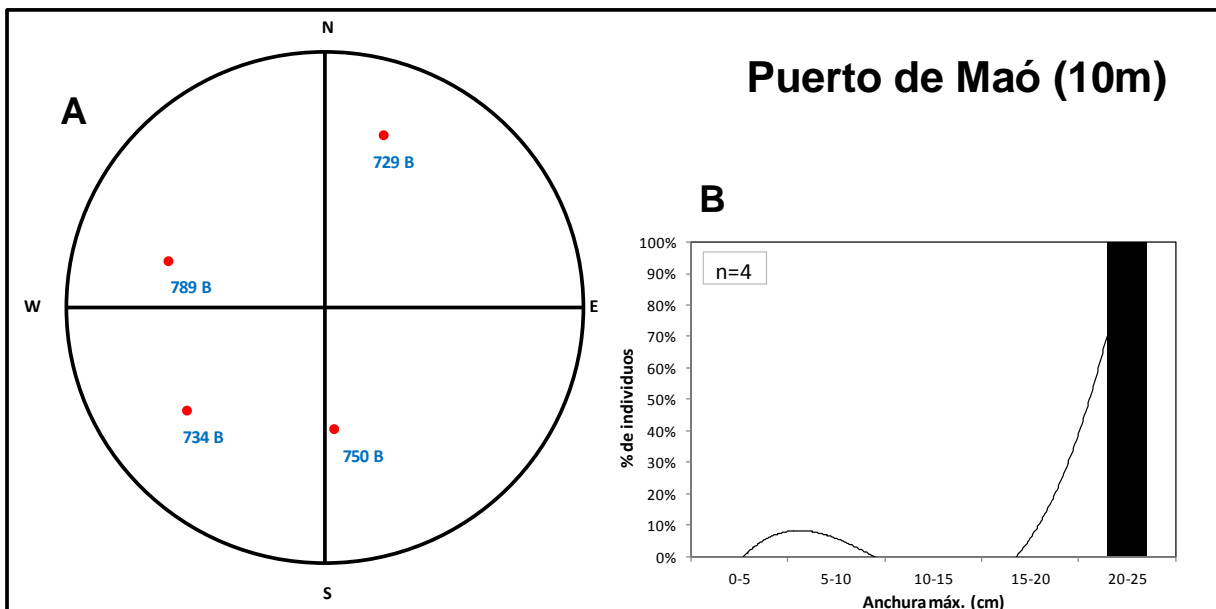 Puerto de Maó (10m)
A
N
W
E
S
729 B
789 B
734 B
750 B
B
n=4
% de individuos
100%
90%
80%
70%
60%
50%
40%
30%
20%
10%
0%
0-5 5-10 10-15 15-20 20-25
Anchura máx. (cm)